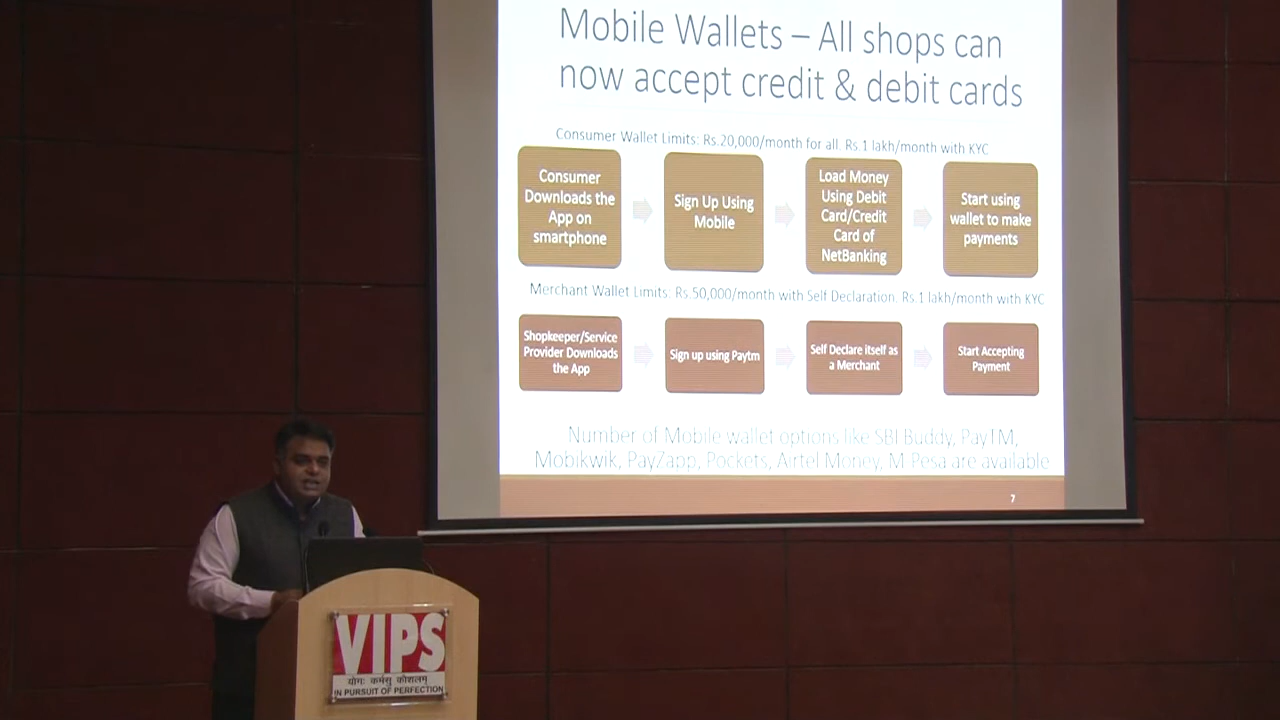 Mobile Wallets – All shops can
now accept credit & debit cards
Consumer Wallet Limits: Rs.20,000/month for all. Rs.1 lakh/month with KYC
Consumer
Downloads the
App on
smartphone
Sign Up Using
Mobile
Load Money
Using Debit
Card/Credit
Card of
NetBanking
Start using
wallet to make
payments
Merchant Wallet Limits: Rs.50,000/month with Self Declaration. Rs.1 lakh/month with KYC
Shopkeeper/Service
Provider Downloads
the App
Sign up using Paytm
Self Declare itself as
a Merchant
Start Accepting
Payment
Number of Mobile wallet options like SBI Buddy, PayTM,
Mobikwik, PayZapp, Pockets, Airtel Money, M Pesa are available
7
VIPS
योगः कर्मसु कौशलम्
IN PURSUIT OF PERFECTION